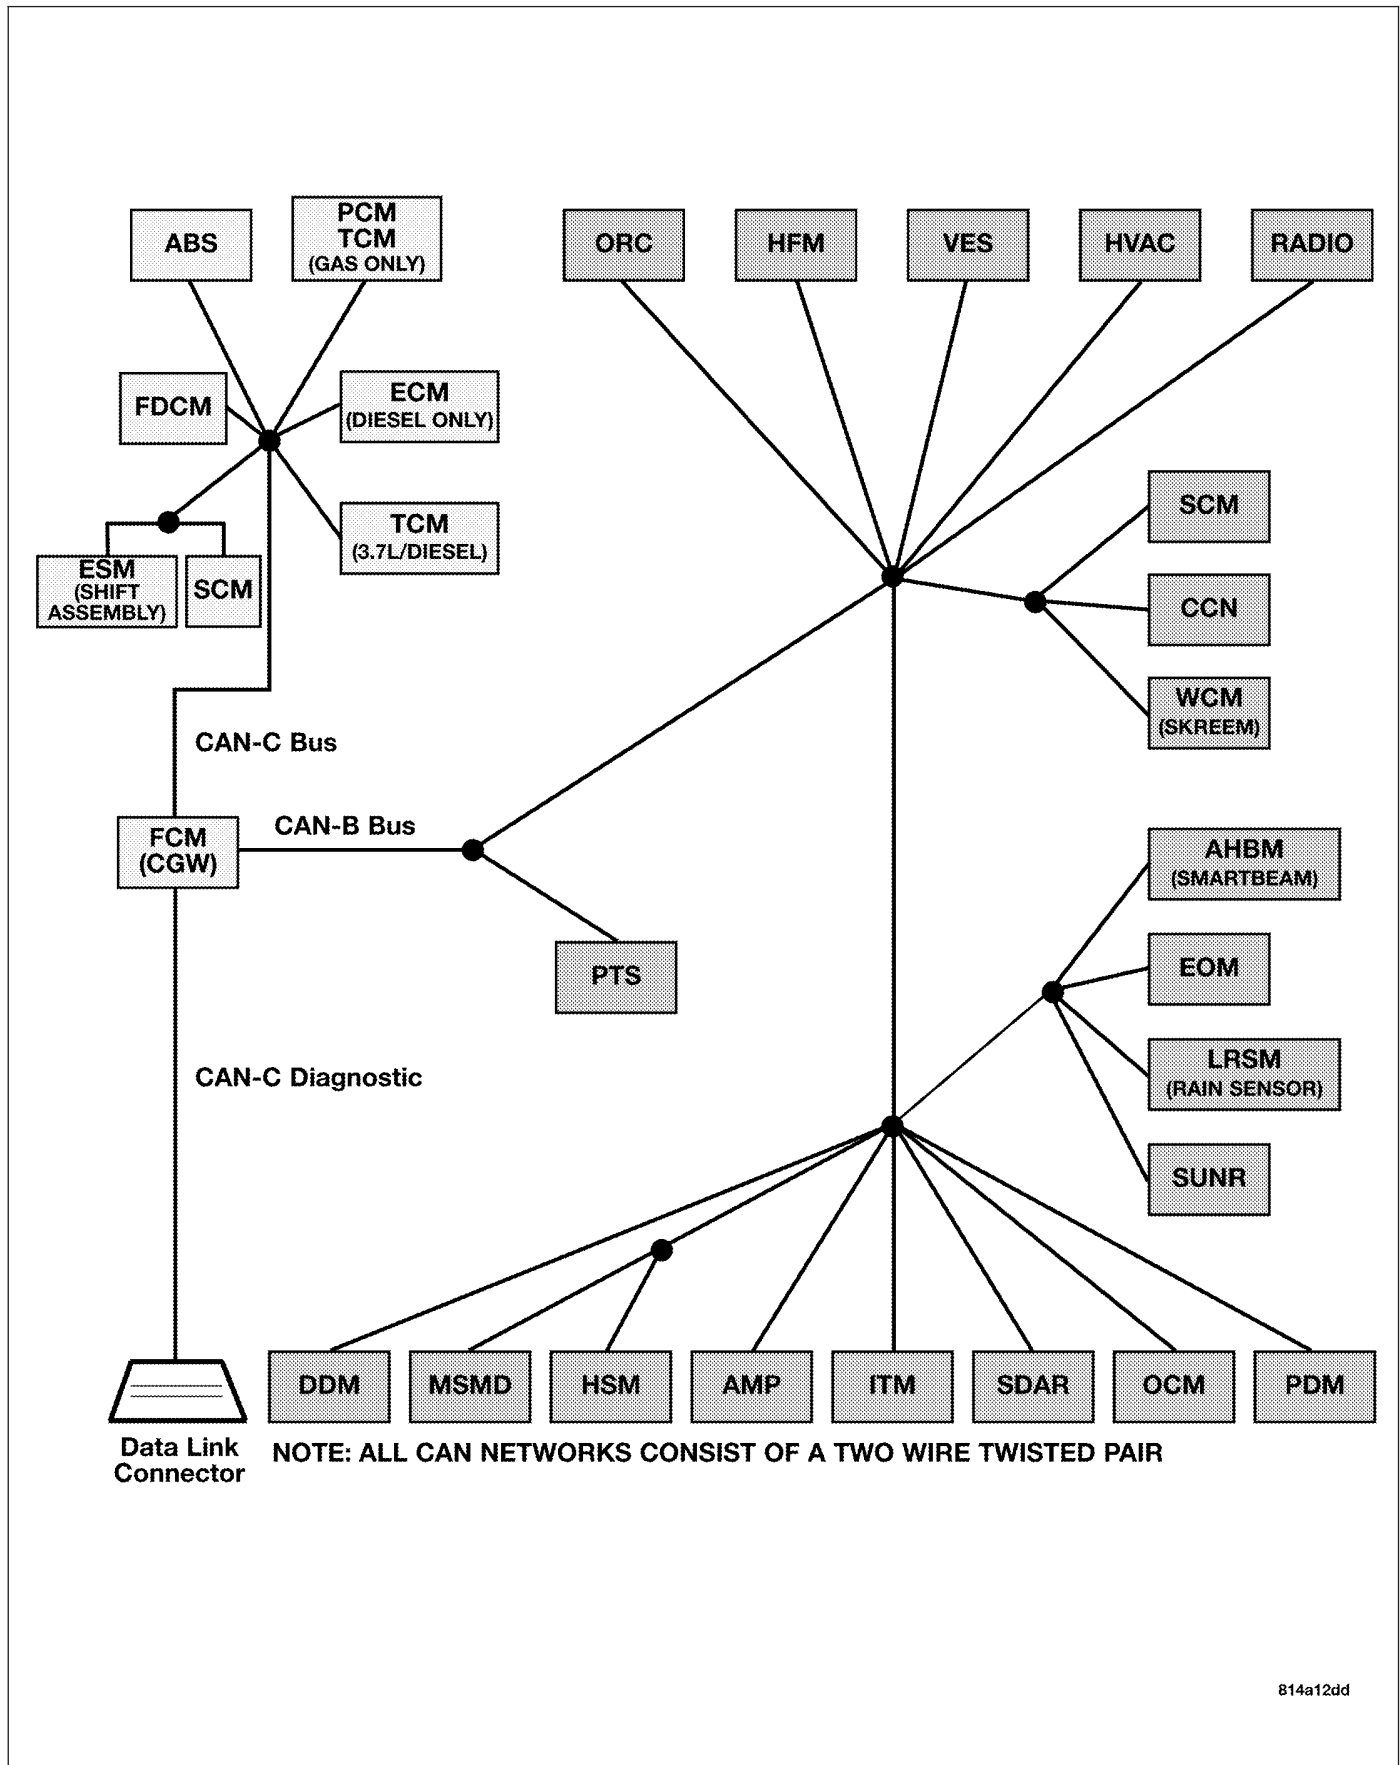 ABS
PCM
TCM
(GAS ONLY)
ORC
HFM
VES
HVAC
RADIO
FDCM
ECM
(DIESEL ONLY)
TCM
(3.7L/DIESEL)
ESM
(SHIFT
ASSEMBLY)
SCM
SCM
CCN
WCM
(SKREEM)
CAN-C Bus
FCM
(CGW)
CAN-B Bus
PTS
AHBM
(SMARTBEAM)
EOM
LRSM
(RAIN SENSOR)
SUNR
CAN-C Diagnostic
DDM
MSMD
HSM
AMP
ITM
SDAR
OCM
PDM
Data Link
Connector
NOTE: ALL CAN NETWORKS CONSIST OF A TWO WIRE TWISTED PAIR
814a12dd